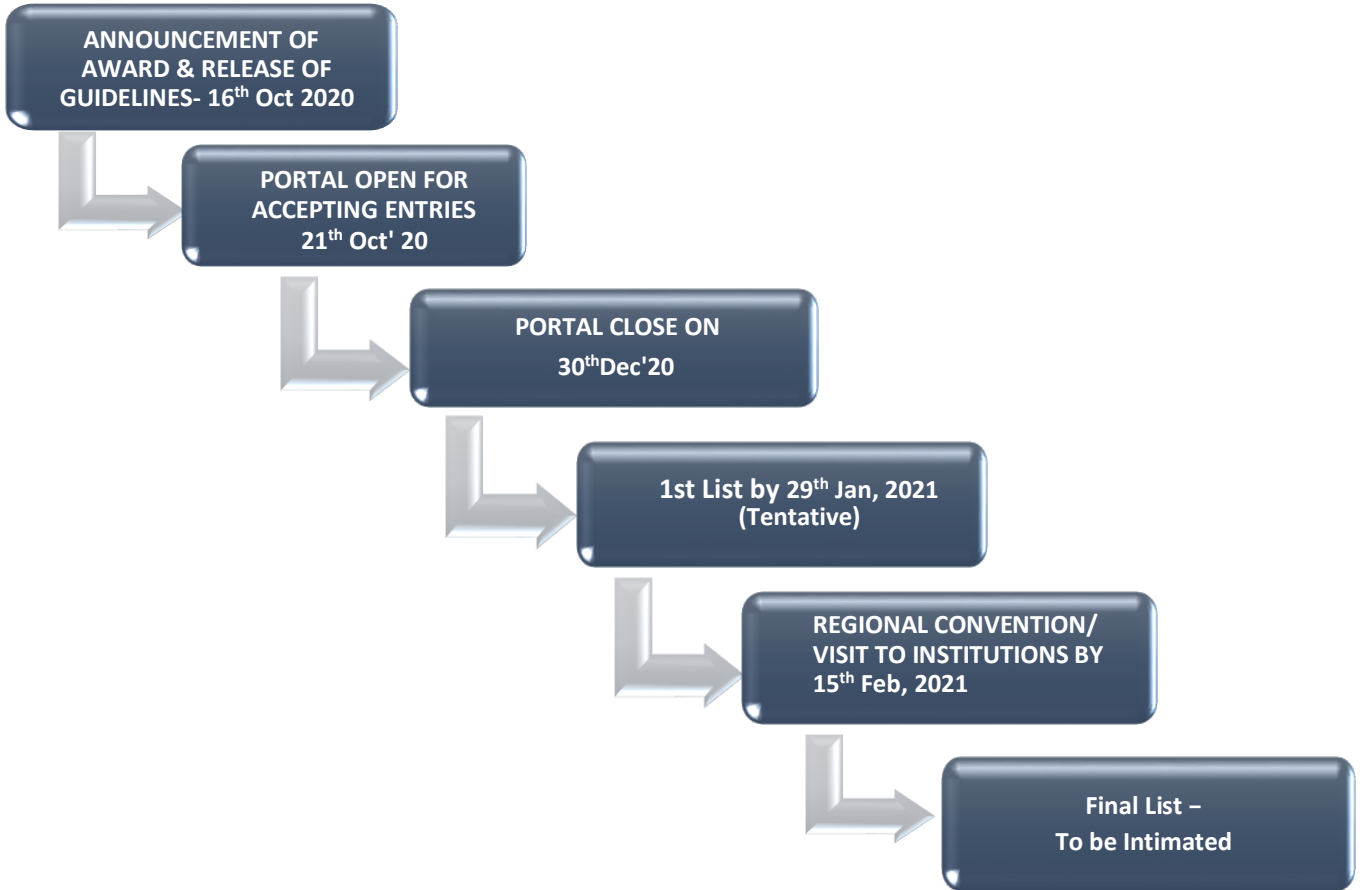 ANNOUNCEMENT OF
AWARD & RELEASE OF
GUIDELINES- 16th Oct 2020
PORTAL OPEN FOR
ACCEPTING ENTRIES
21th Oct' 20
PORTAL CLOSE ON
30thDec'20
1st List by 29th Jan, 2021
(Tentative)
REGIONAL CONVENTION/
VISIT TO INSTITUTIONS BY
15th Feb, 2021
Final List –
To be Intimated